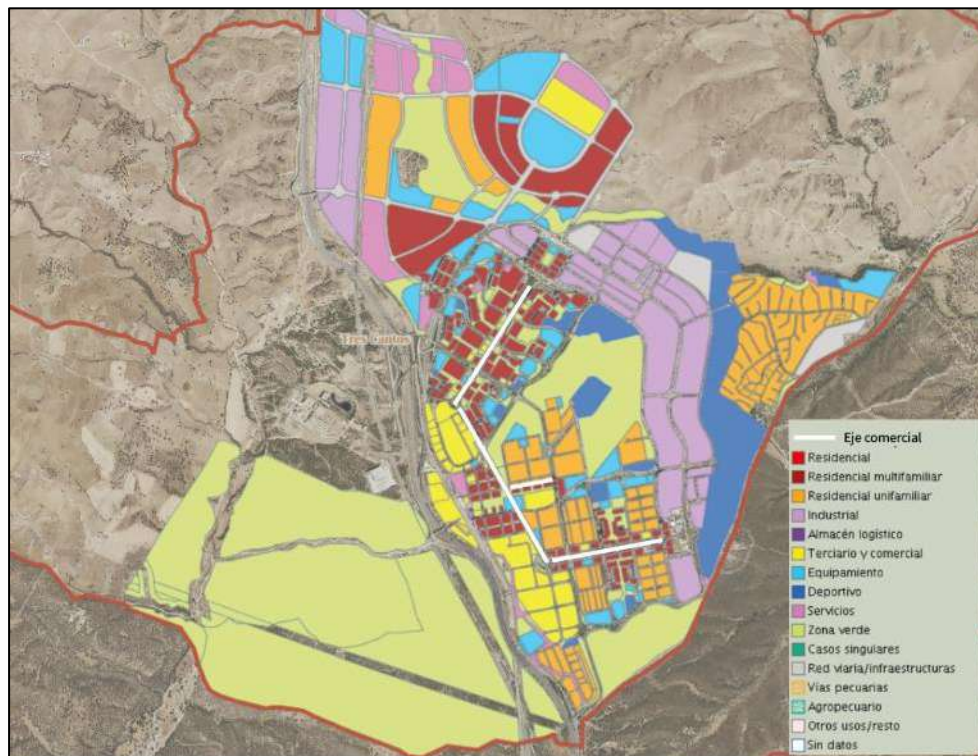 Tres Cantos
Eje comercial
Residencial
Residencial multifamiliar
Residencial unifamiliar
Industrial
Almacén logístico
Terciario y comercial
Equipamiento
Deportivo
Servicios
Zona verde
Casos singulares
Red viaria/infraestructuras
Vías pecuarias
Agropecuario
Otros usos/resto
Sin datos